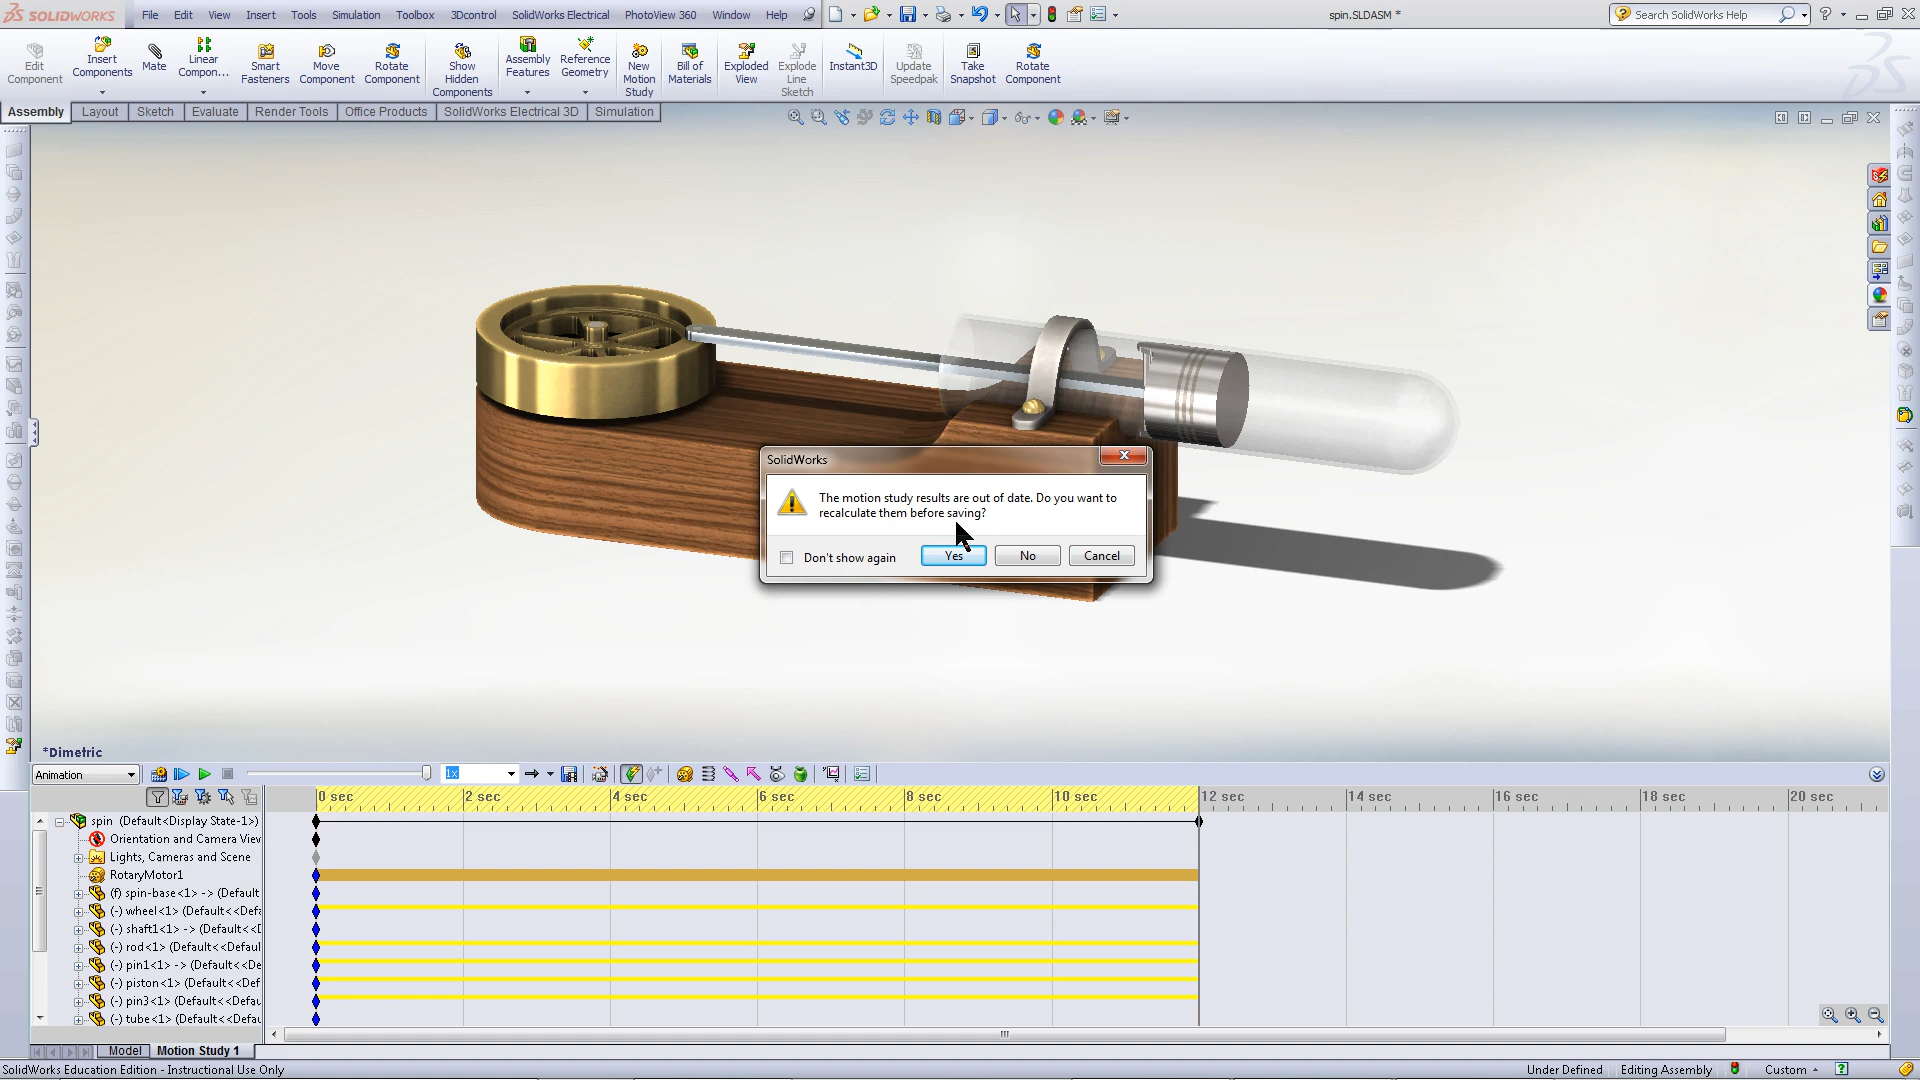 SOLIDWORKS
File Edit View Insert Tools Simulation Toolbox 3Dcontrol SolidWorks Electrical PhotoView 360 Window Help
spin.SLDASM *
Search SolidWorks Help
Edit Component
Insert Components
Mate
Linear Compon...
Smart Fasteners
Move Component
Rotate Component
Show Hidden Components
Assembly Features
Reference Geometry
New Motion Study
Bill of Materials
Exploded View
Explode Line Sketch
Instant3D
Update Speedpak
Take Snapshot
Rotate Component
Assembly Layout Sketch Evaluate Render Tools Office Products SolidWorks Electrical 3D Simulation
SolidWorks
The motion study results are out of date. Do you want to
recalculate them before saving?
Don't show again Yes No Cancel
*Dimetric
Animation
1x
0 sec 2 sec 4 sec 6 sec 8 sec 10 sec 12 sec 14 sec 16 sec 18 sec 20 sec
spin (Default<Display State-1>)
Orientation and Camera View
Lights, Cameras and Scene
RotaryMotor1
(f) spin-base<1> -> (Default
(-) wheel<1> (Default<<Defa
(-) shaft1<1> -> (Default<<D
(-) rod<1> (Default<<Defaul
(-) pin1<1> -> (Default<<De
(-) piston<1> (Default<<Def
(-) pin3<1> (Default<<Defau
(-) tube<1> (Default<<Defau
Model Motion Study 1
SolidWorks Education Edition - Instructional Use Only
Under Defined Editing Assembly Custom